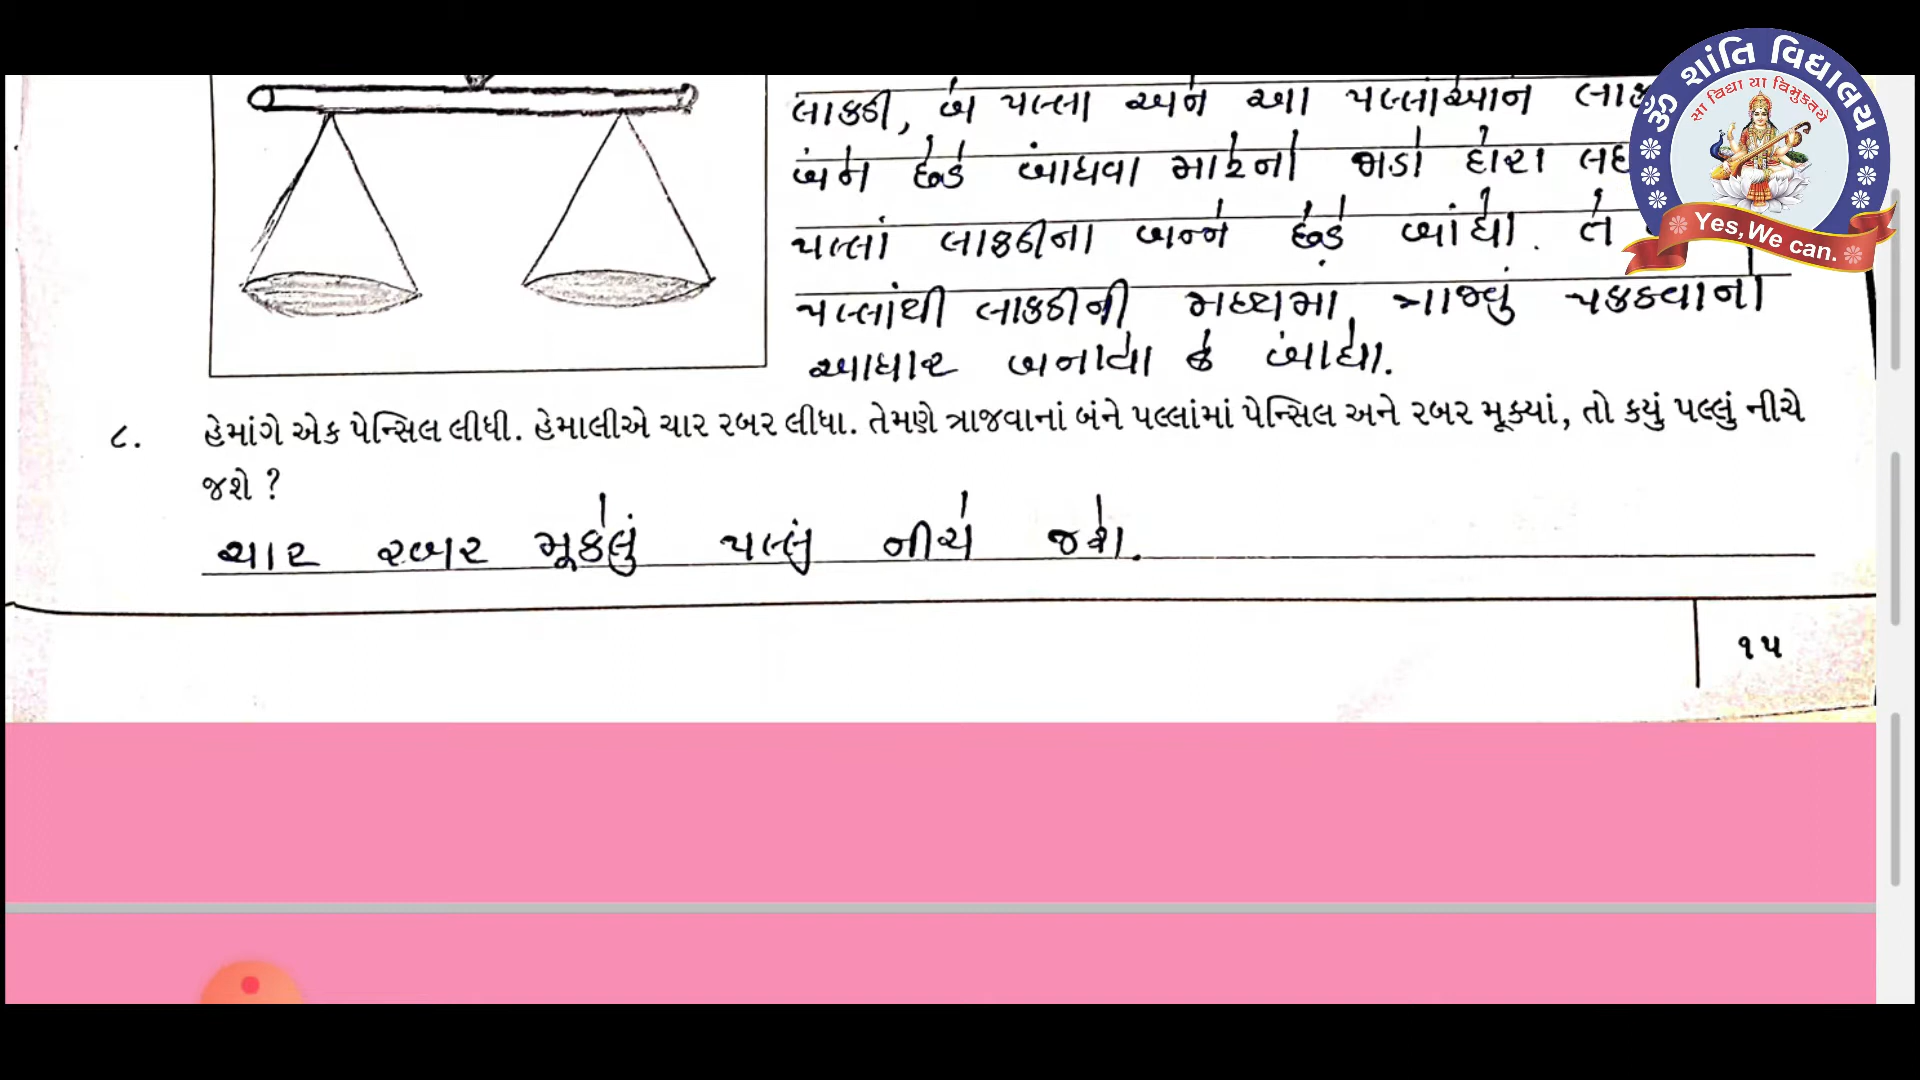 ૐ શાંતિ વિદ્યાલય
સા વિદ્યા યા વિમુક્તયે
Yes, We can.
લાકડી, બે પલ્લા અને આ પલ્લાંઓને
બંને છેડે બાંધવા માટેનો જાડો દોરા લઇ
પલ્લાં લાકડીના બન્ને છેડે બાંધો. તે
પલ્લાંથી લાકડીની મધ્યમાં ત્રાજવું પકડવાનો
આધાર બનાવો કે બાંધો.
૮. હેમાંગે એક પેન્સિલ લીધી. હેમાલીએ ચાર રબર લીધા. તેમણે ત્રાજવાનાં બંને પલ્લાંમાં પેન્સિલ અને રબર મૂક્યાં, તો કયું પલ્લું નીચે
જશે ?
ચાર રબર મૂકેલું પલ્લું નીચે જશે.
૧૫